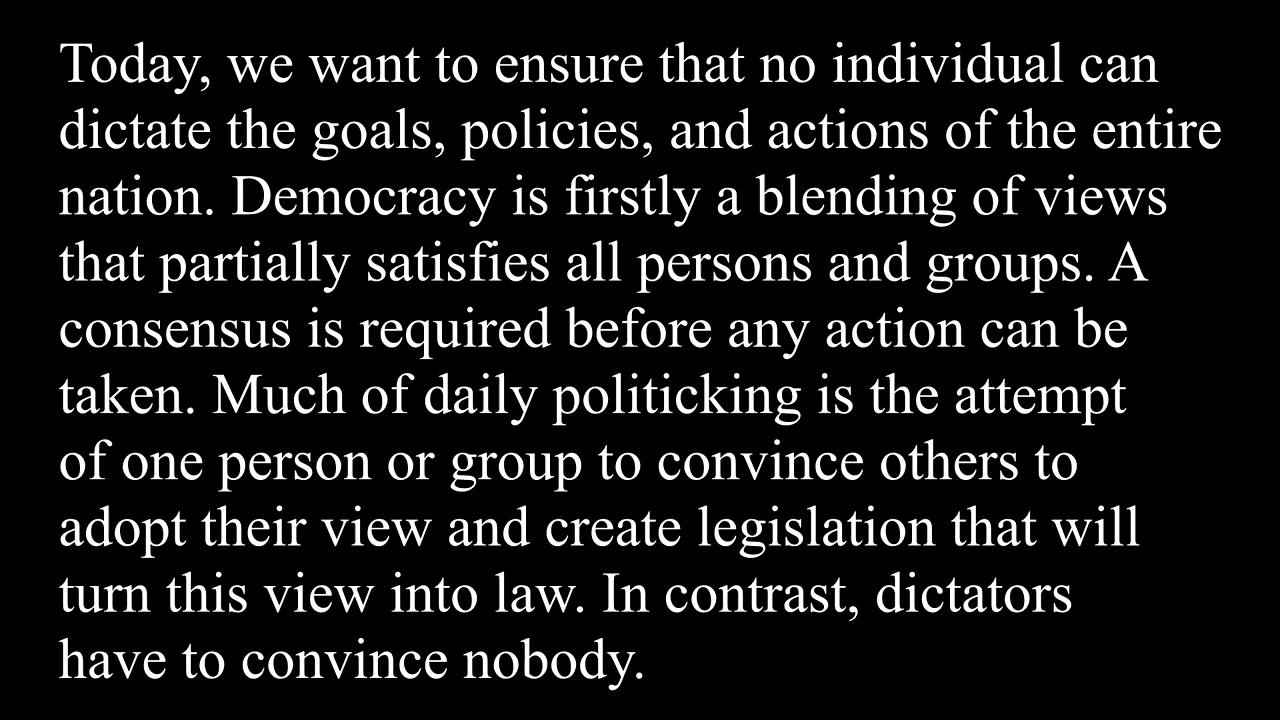 Today, we want to ensure that no individual can
dictate the goals, policies, and actions of the entire
nation. Democracy is firstly a blending of views
that partially satisfies all persons and groups. A
consensus is required before any action can be
taken. Much of daily politicking is the attempt
of one person or group to convince others to
adopt their view and create legislation that will
turn this view into law. In contrast, dictators
have to convince nobody.